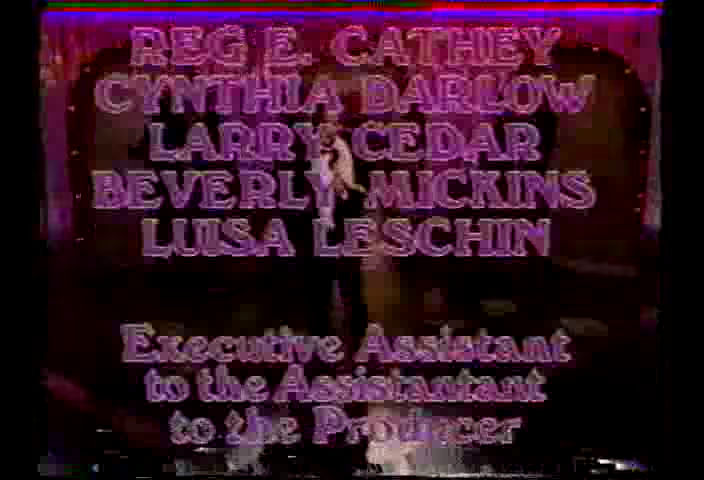 REG E. CATHEY
CYNTHIA DARLOW
LARRY CEDAR
BEVERLY MICKINS
LUISA LESCHIN
Executive Assistant
to the Assistantant
to the Producer